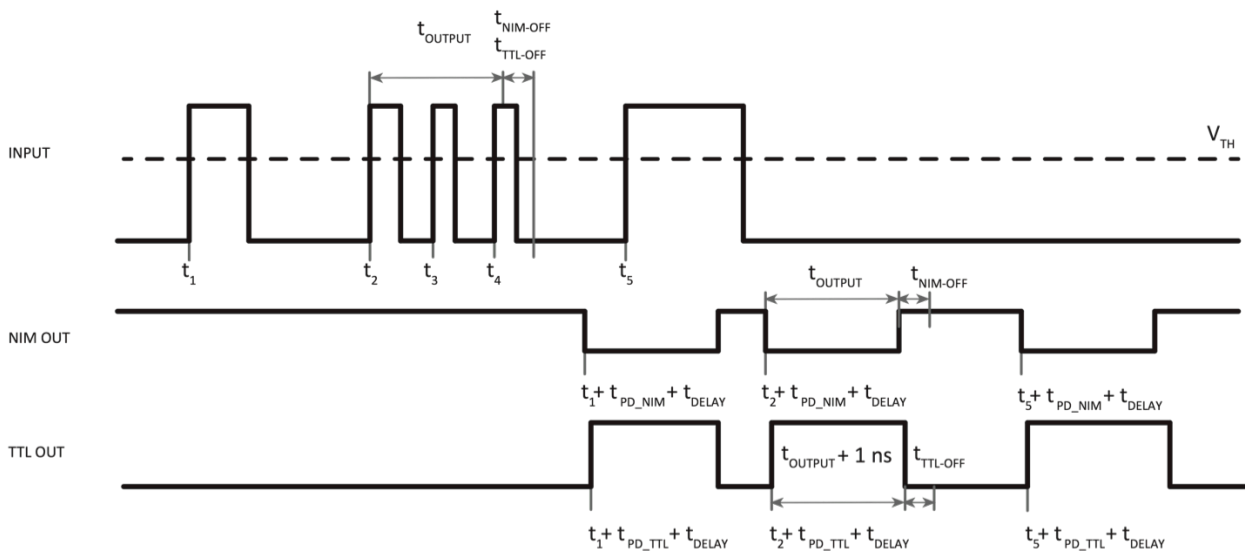 t_OUTPUT
t_NIM-OFF
t_TTL-OFF
INPUT
V_TH
t_1 t_2 t_3 t_4 t_5
t_OUTPUT t_NIM-OFF
NIM OUT
t_1 + t_PD_NIM + t_DELAY t_2 + t_PD_NIM + t_DELAY t_5 + t_PD_NIM + t_DELAY
TTL OUT
t_OUTPUT + 1 ns t_TTL-OFF
t_1 + t_PD_TTL + t_DELAY t_2 + t_PD_TTL + t_DELAY t_5 + t_PD_TTL + t_DELAY